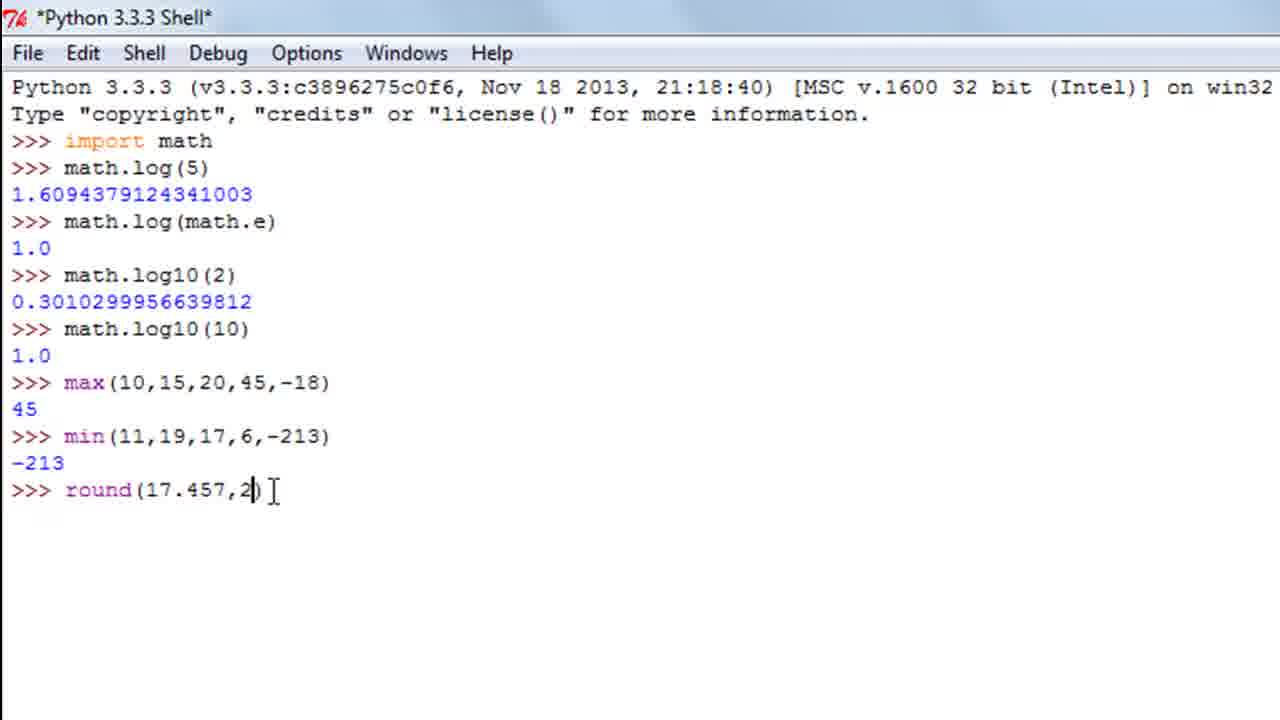 *Python 3.3.3 Shell*
File Edit Shell Debug Options Windows Help
Python 3.3.3 (v3.3.3:c3896275c0f6, Nov 18 2013, 21:18:40) [MSC v.1600 32 bit (Intel)] on win32
Type "copyright", "credits" or "license()" for more information.
>>> import math
>>> math.log(5)
1.6094379124341003
>>> math.log(math.e)
1.0
>>> math.log10(2)
0.3010299956639812
>>> math.log10(10)
1.0
>>> max(10,15,20,45,-18)
45
>>> min(11,19,17,6,-213)
-213
>>> round(17.457,2)